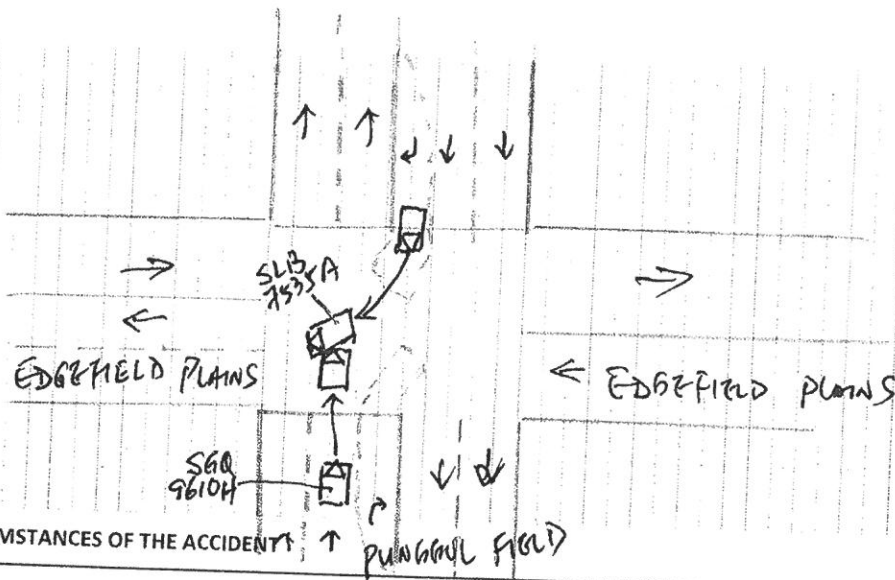 SLB
7535A
EDGEFIELD PLAINS
EDGEFIELD PLAINS
SGQ
9610H
MSTANCES OF THE ACCIDENT
PUNGGOL FIELD